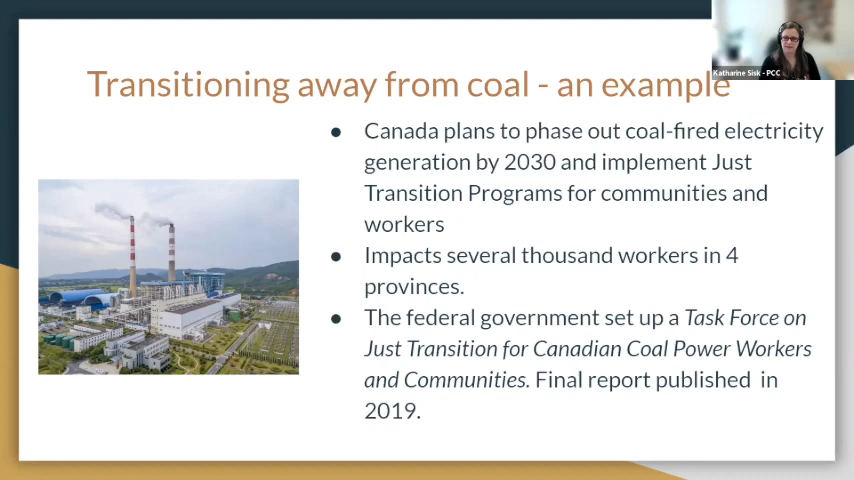 Katharine Sisk - PCC
Transitioning away from coal - an example
● Canada plans to phase out coal-fired electricity
generation by 2030 and implement Just
Transition Programs for communities and
workers
● Impacts several thousand workers in 4
provinces.
● The federal government set up a Task Force on
Just Transition for Canadian Coal Power Workers
and Communities. Final report published in
2019.